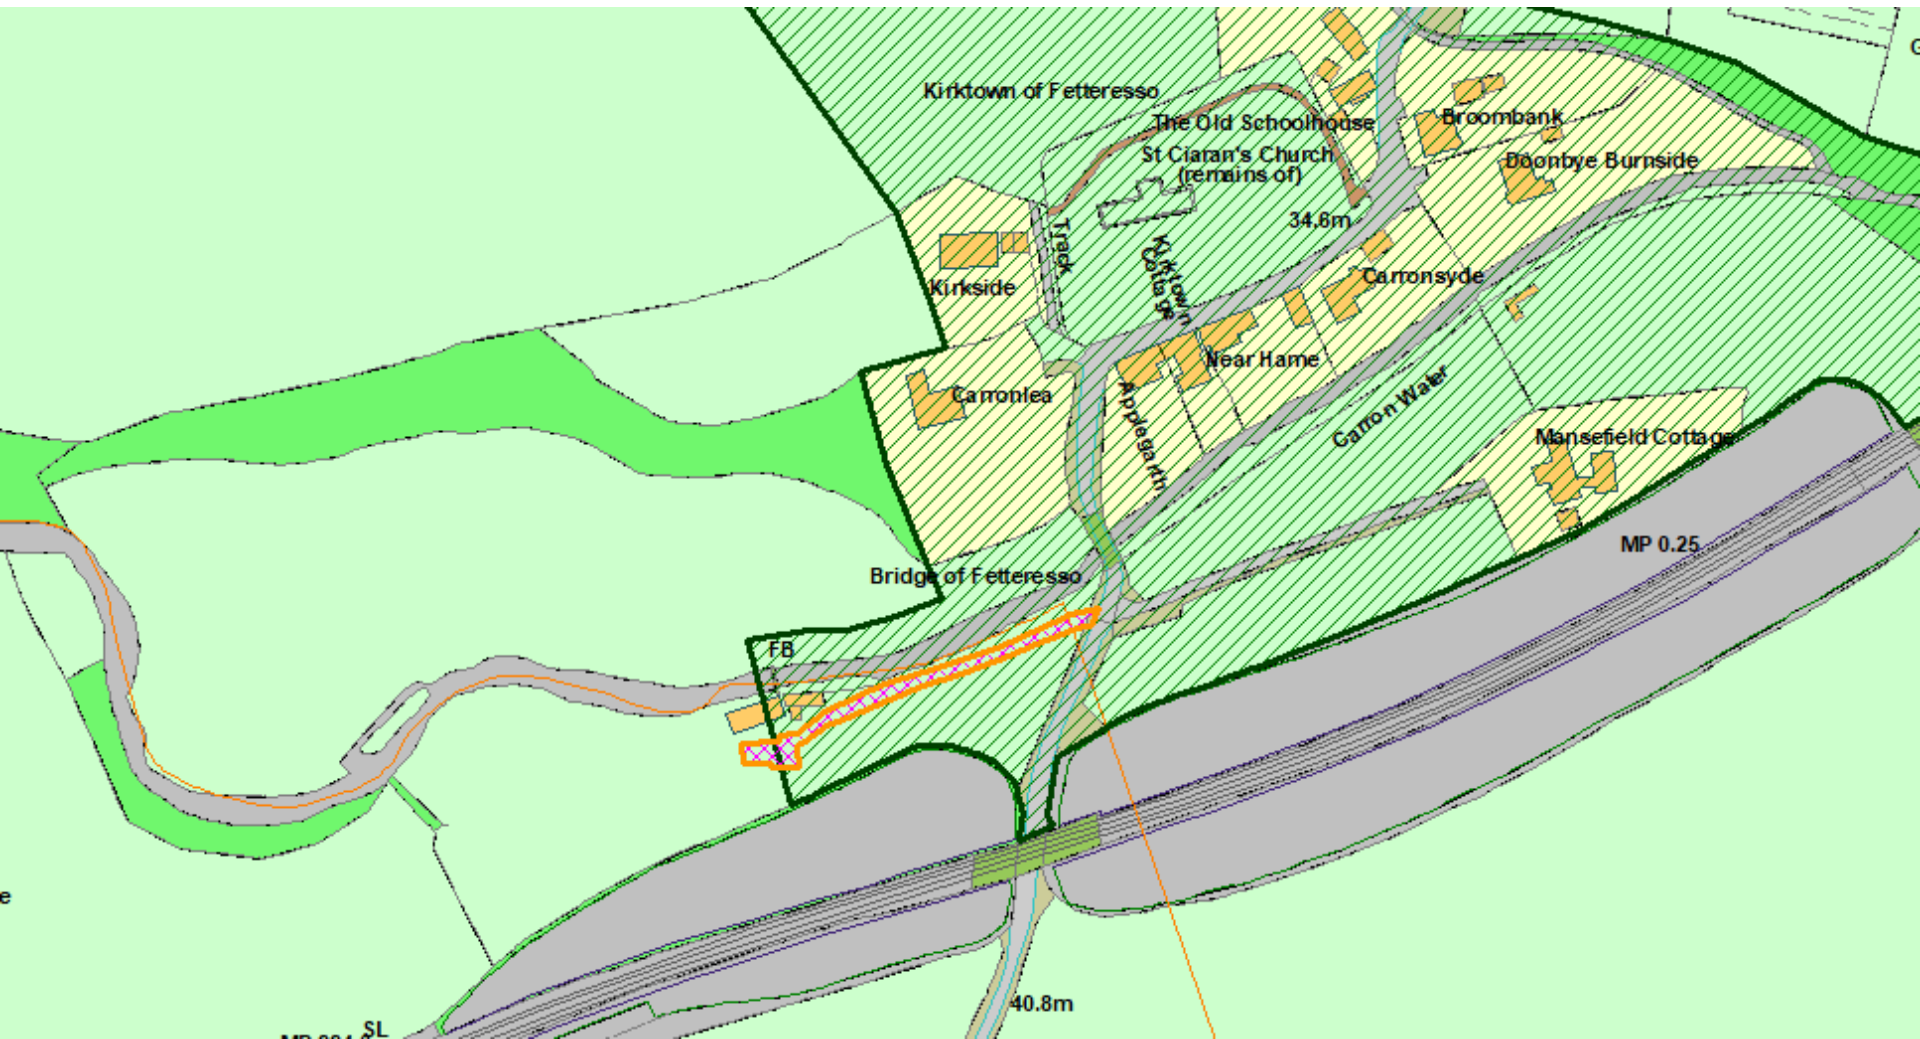 Kirktown of Fetteresso
The Old Schoolhouse
Broombank
St Ciaran's Church
(remains of)
Doonbye Burnside
34.6m
Track
Kirktown
Cottage
Kirkside
Carronsyde
Near Hame
Carronlea
Applegarth
Carron Water
Mansefield Cottage
MP 0.25
Bridge of Fetteresso
FB
e
40.8m
SL